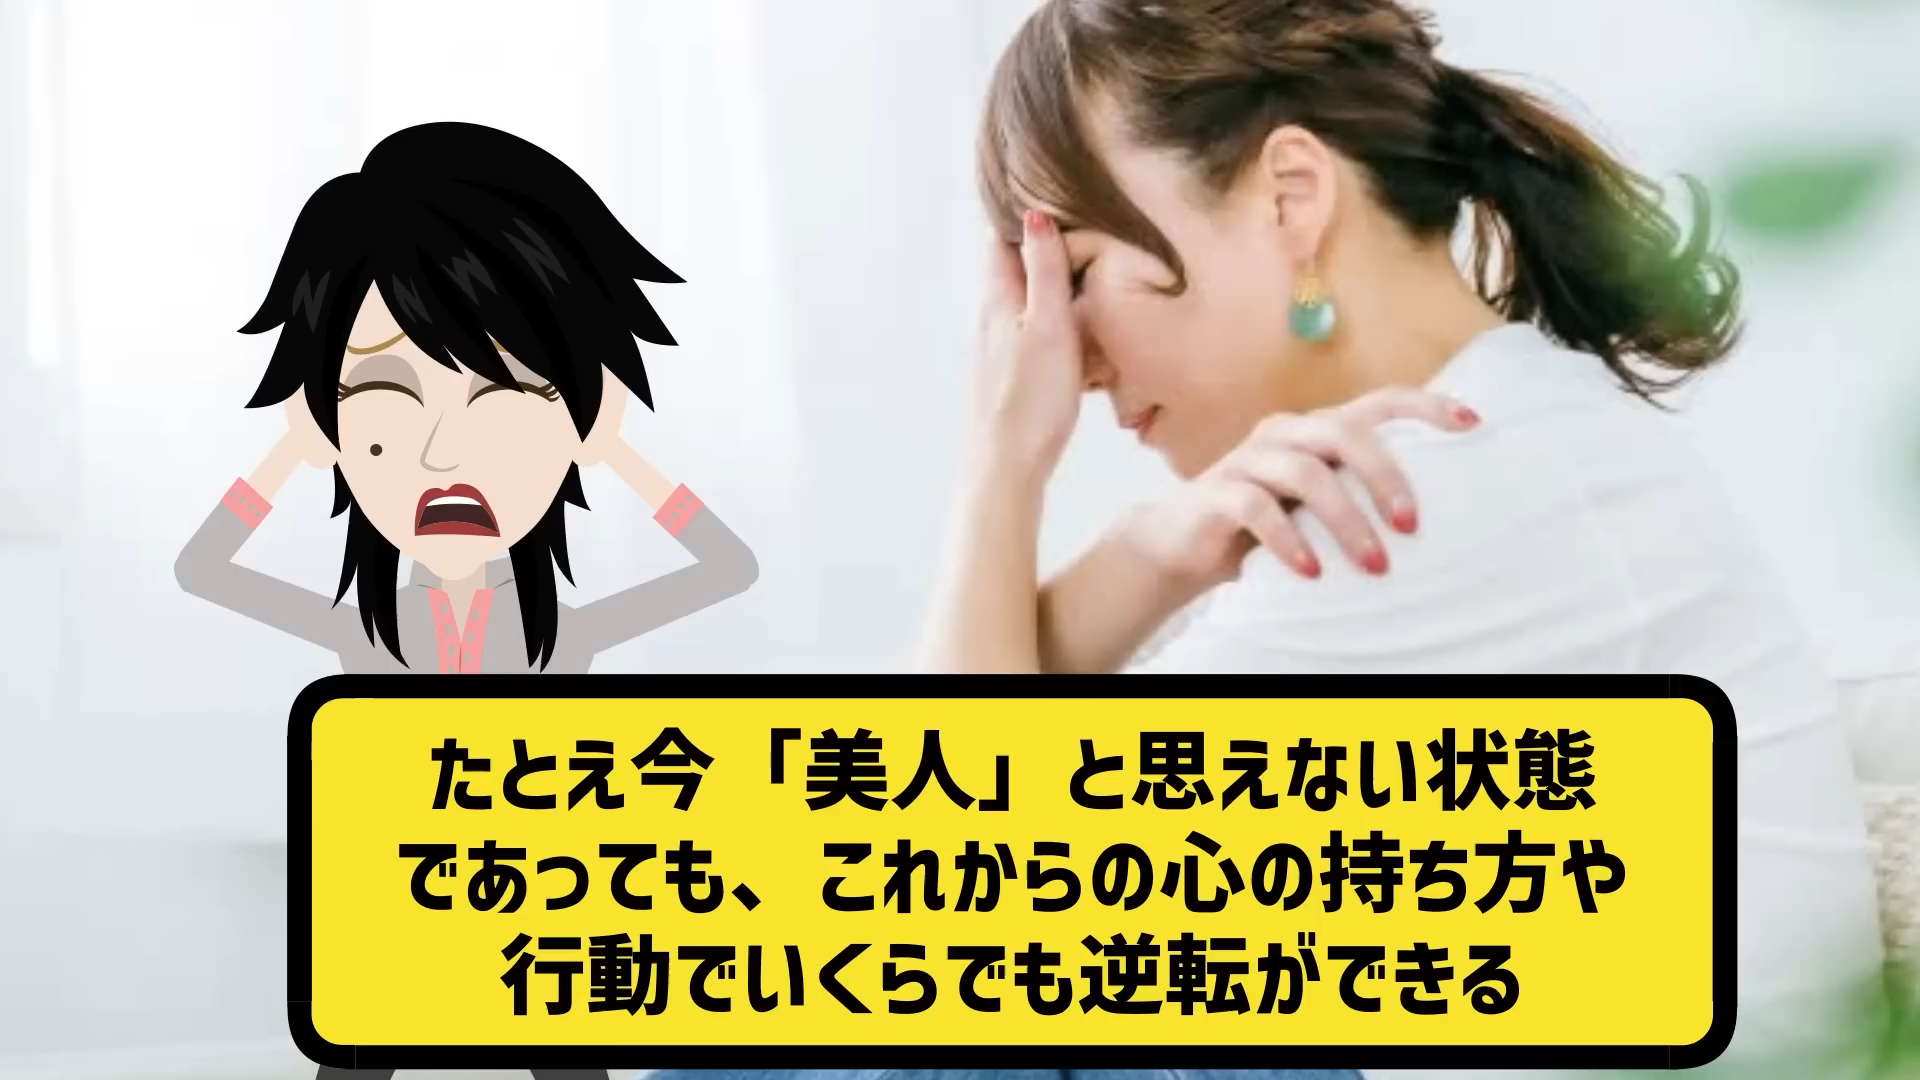 たとえ今「美人」と思えない状態
であっても、これからの心の持ち方や
行動でいくらでも逆転ができる